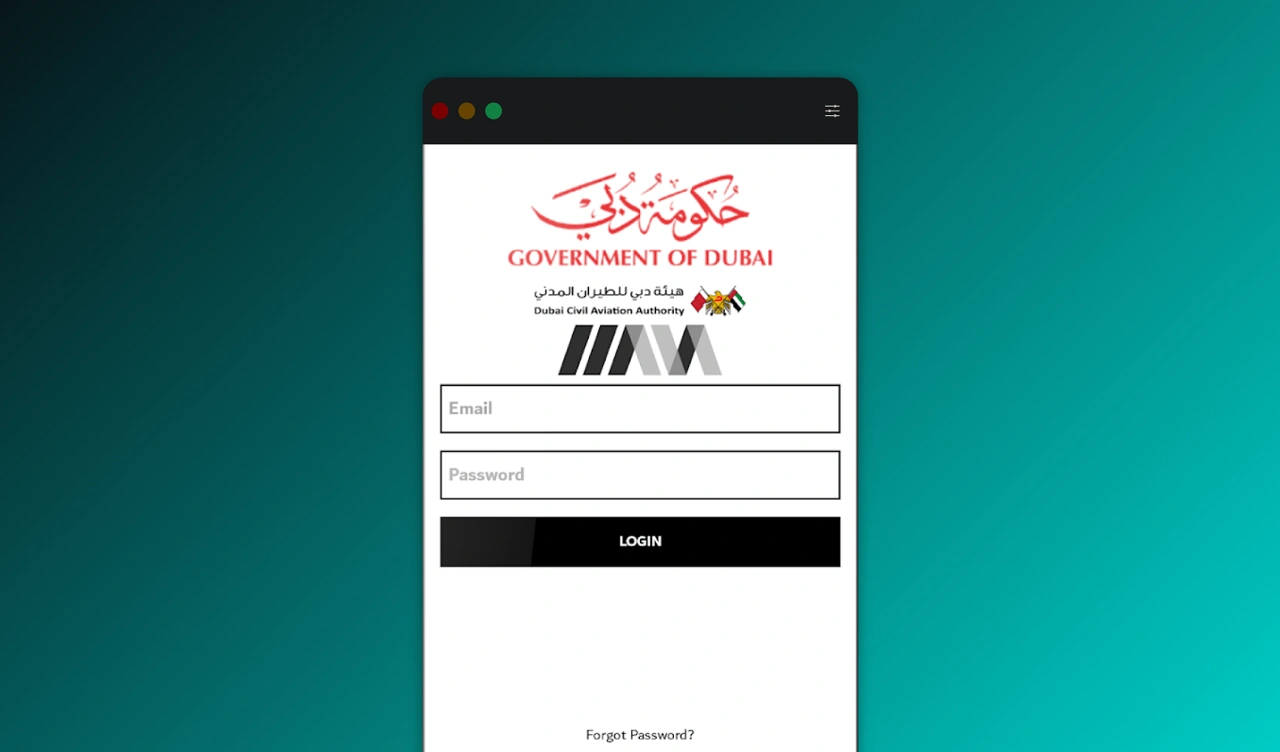 حكومة دبي
GOVERNMENT OF DUBAI
هيئة دبي للطيران المدني
Dubai Civil Aviation Authority
Email
Password
LOGIN
Forgot Password?